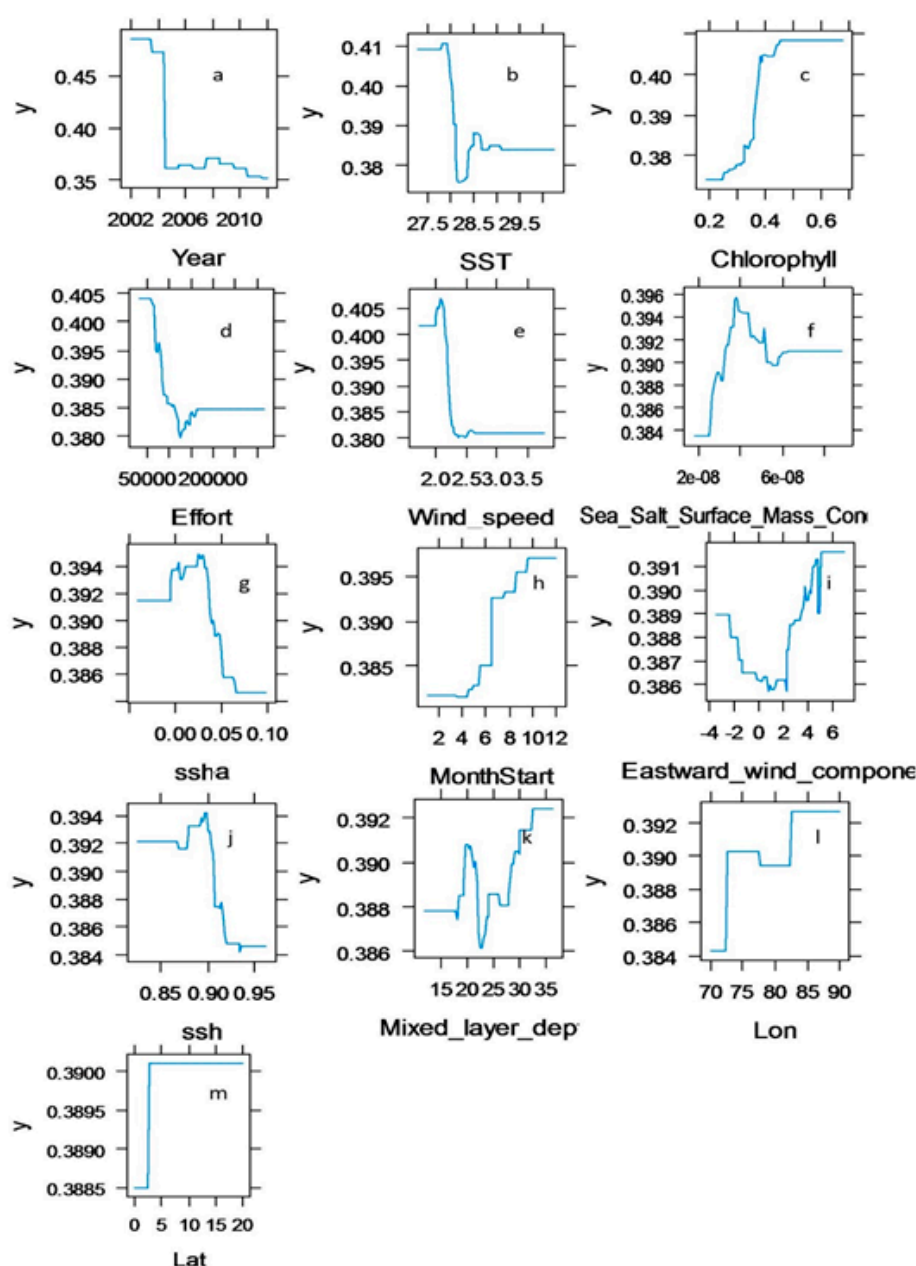 a
y
0.45
0.40
0.35
2002 2006 2010
Year
b
y
0.41
0.40
0.39
0.38
27.5 28.5 29.5
SST
c
y
0.40
0.39
0.38
0.2 0.4 0.6
Chlorophyll
d
y
0.405
0.400
0.395
0.390
0.385
0.380
50000 200000
Effort
e
y
0.405
0.400
0.395
0.390
0.385
0.380
2.02.53.03.5
Wind_speed
f
y
0.396
0.394
0.392
0.390
0.388
0.386
0.384
2e-08 6e-08
Sea_Salt_Surface_Mass_Con
g
y
0.394
0.392
0.390
0.388
0.386
0.00 0.05 0.10
ssha
h
y
0.395
0.390
0.385
2 4 6 8 1012
MonthStart
i
y
0.391
0.390
0.389
0.388
0.387
0.386
-4 -2 0 2 4 6
Eastward_wind_compone
j
y
0.394
0.392
0.390
0.388
0.386
0.384
0.85 0.90 0.95
ssh
k
y
0.392
0.390
0.388
0.386
15 20 25 30 35
Mixed_layer_dep
l
y
0.392
0.390
0.388
0.386
0.384
70 75 80 85 90
Lon
m
y
0.3900
0.3895
0.3890
0.3885
0 5 10 15 20
Lat